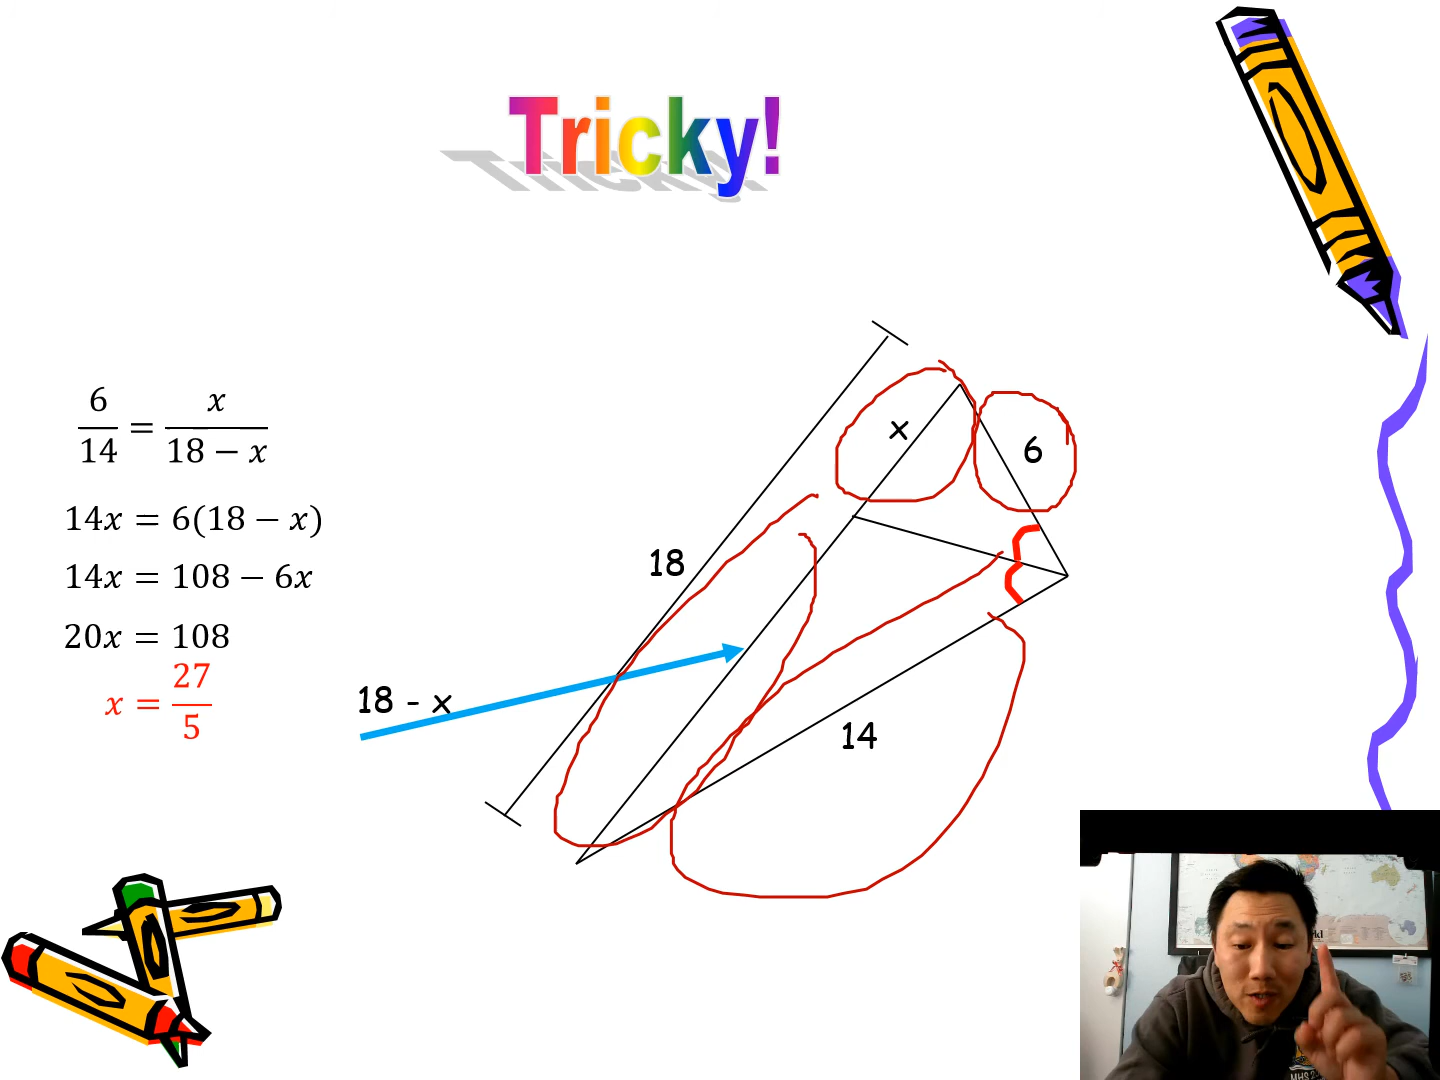 Tricky!
6/14 = x/(18 − x)
14x = 6(18 − x)
14x = 108 − 6x
20x = 108
x = 27/5
x
6
18
18 - x
14